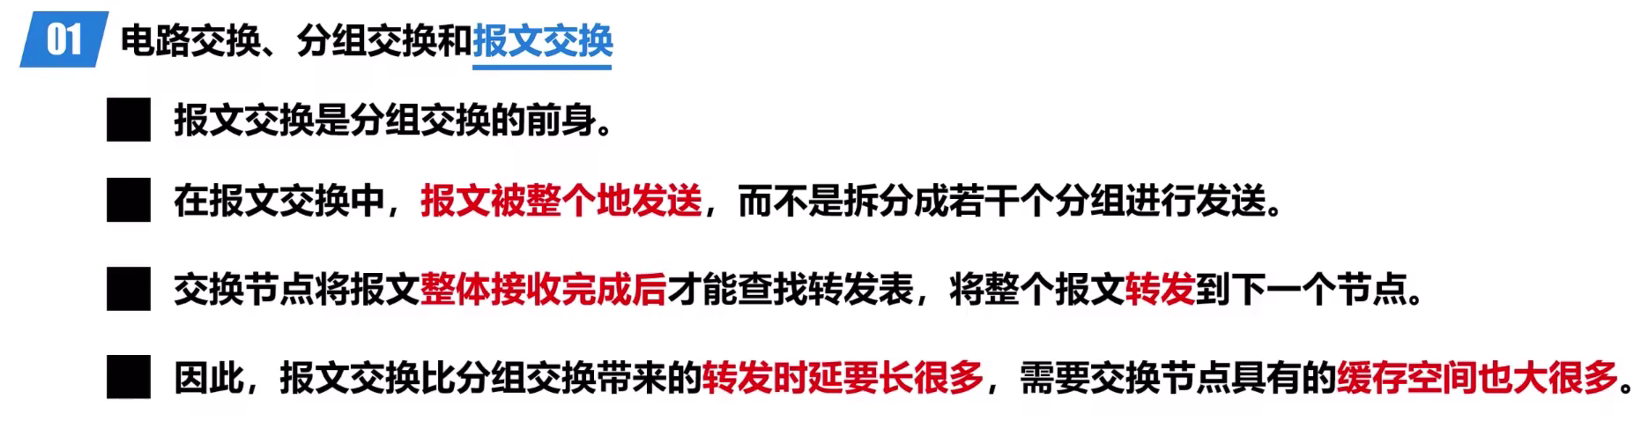 01 电路交换、分组交换和报文交换
报文交换是分组交换的前身。
在报文交换中，报文被整个地发送，而不是拆分成若干个分组进行发送。
交换节点将报文整体接收完成后才能查找转发表，将整个报文转发到下一个节点。
因此，报文交换比分组交换带来的转发时延要长很多，需要交换节点具有的缓存空间也大很多。